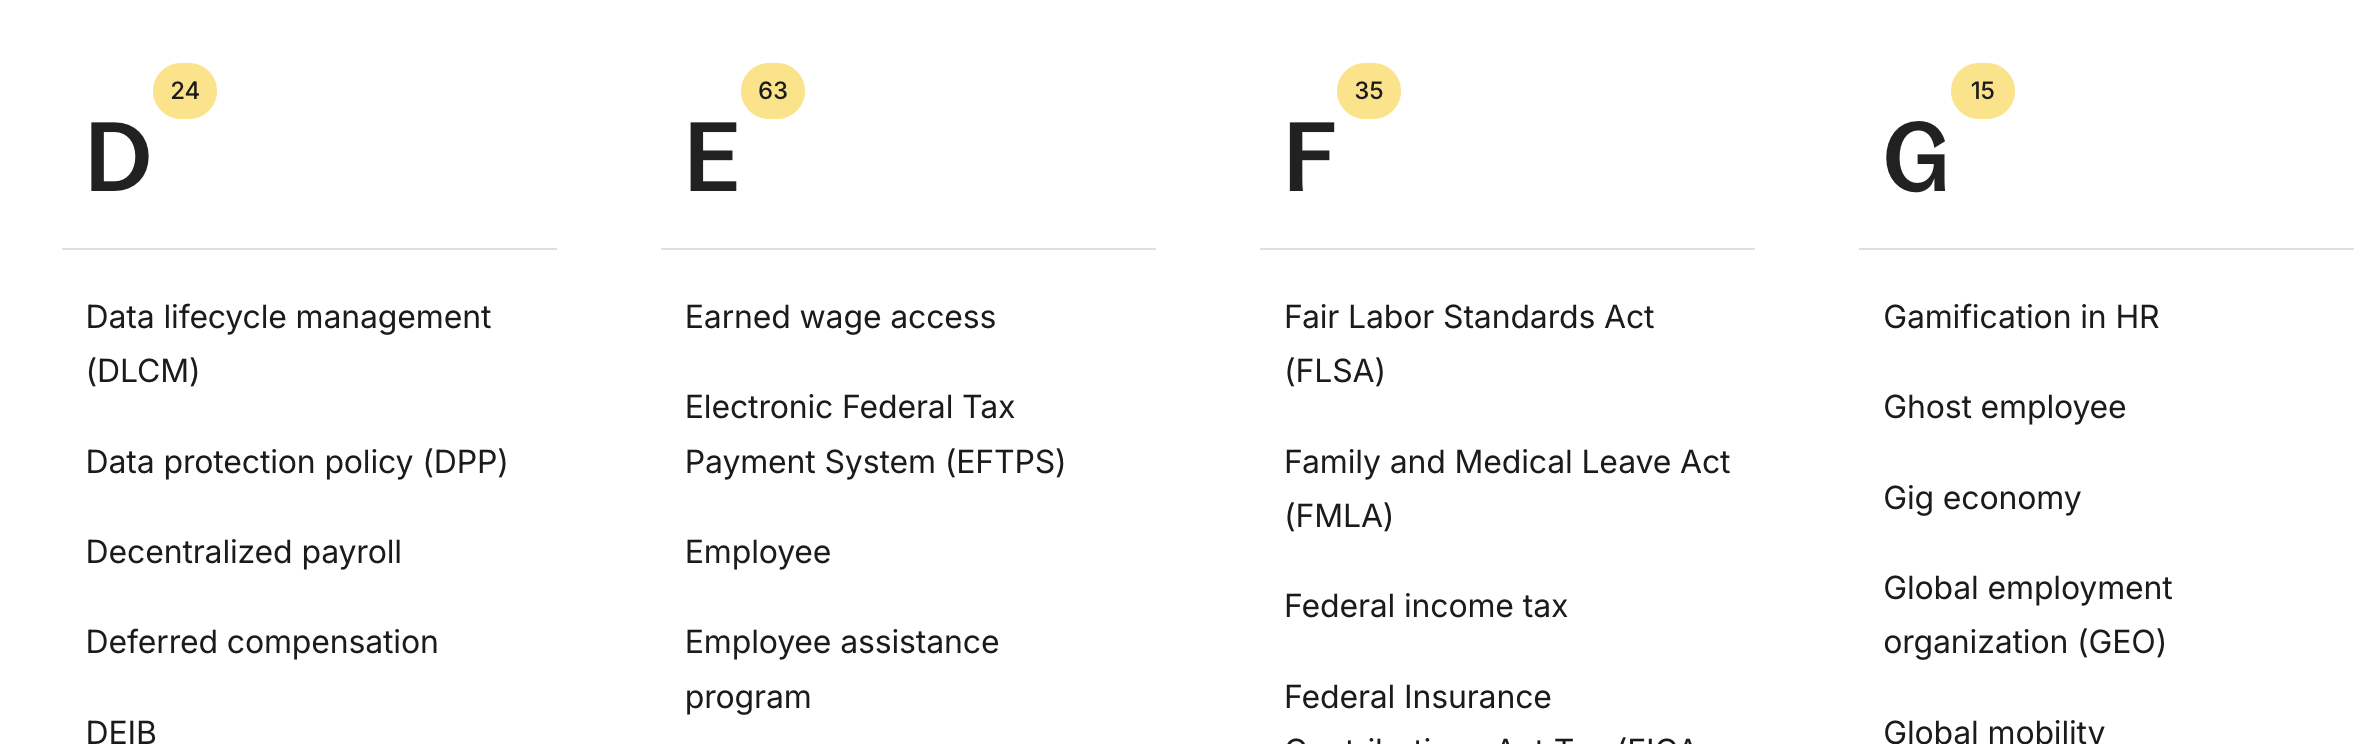 D 24
Data lifecycle management
(DLCM)
Data protection policy (DPP)
Decentralized payroll
Deferred compensation
DEIB
E 63
Earned wage access
Electronic Federal Tax
Payment System (EFTPS)
Employee
Employee assistance
program
F 35
Fair Labor Standards Act
(FLSA)
Family and Medical Leave Act
(FMLA)
Federal income tax
Federal Insurance
G 15
Gamification in HR
Ghost employee
Gig economy
Global employment
organization (GEO)
Global mobility